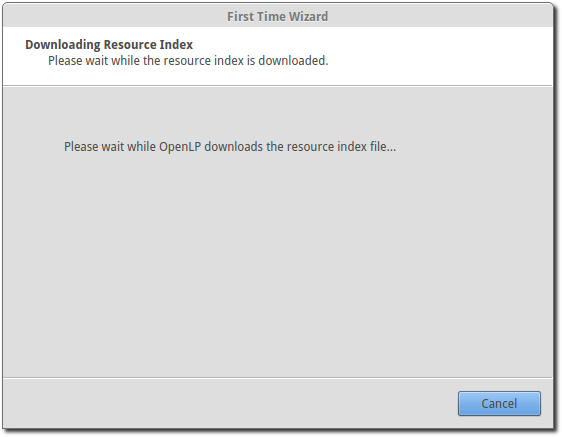 First Time Wizard
Downloading Resource Index
Please wait while the resource index is downloaded.
Please wait while OpenLP downloads the resource index file...
Cancel